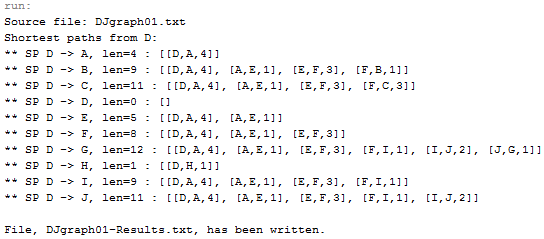 run:
Source file: DJgraph01.txt
Shortest paths from D:
** SP D -> A, len=4 : [[D,A,4]]
** SP D -> B, len=9 : [[D,A,4], [A,E,1], [E,F,3], [F,B,1]]
** SP D -> C, len=11 : [[D,A,4], [A,E,1], [E,F,3], [F,C,3]]
** SP D -> D, len=0 : []
** SP D -> E, len=5 : [[D,A,4], [A,E,1]]
** SP D -> F, len=8 : [[D,A,4], [A,E,1], [E,F,3]]
** SP D -> G, len=12 : [[D,A,4], [A,E,1], [E,F,3], [F,I,1], [I,J,2], [J,G,1]]
** SP D -> H, len=1 : [[D,H,1]]
** SP D -> I, len=9 : [[D,A,4], [A,E,1], [E,F,3], [F,I,1]]
** SP D -> J, len=11 : [[D,A,4], [A,E,1], [E,F,3], [F,I,1], [I,J,2]]
File, DJgraph01-Results.txt, has been written.